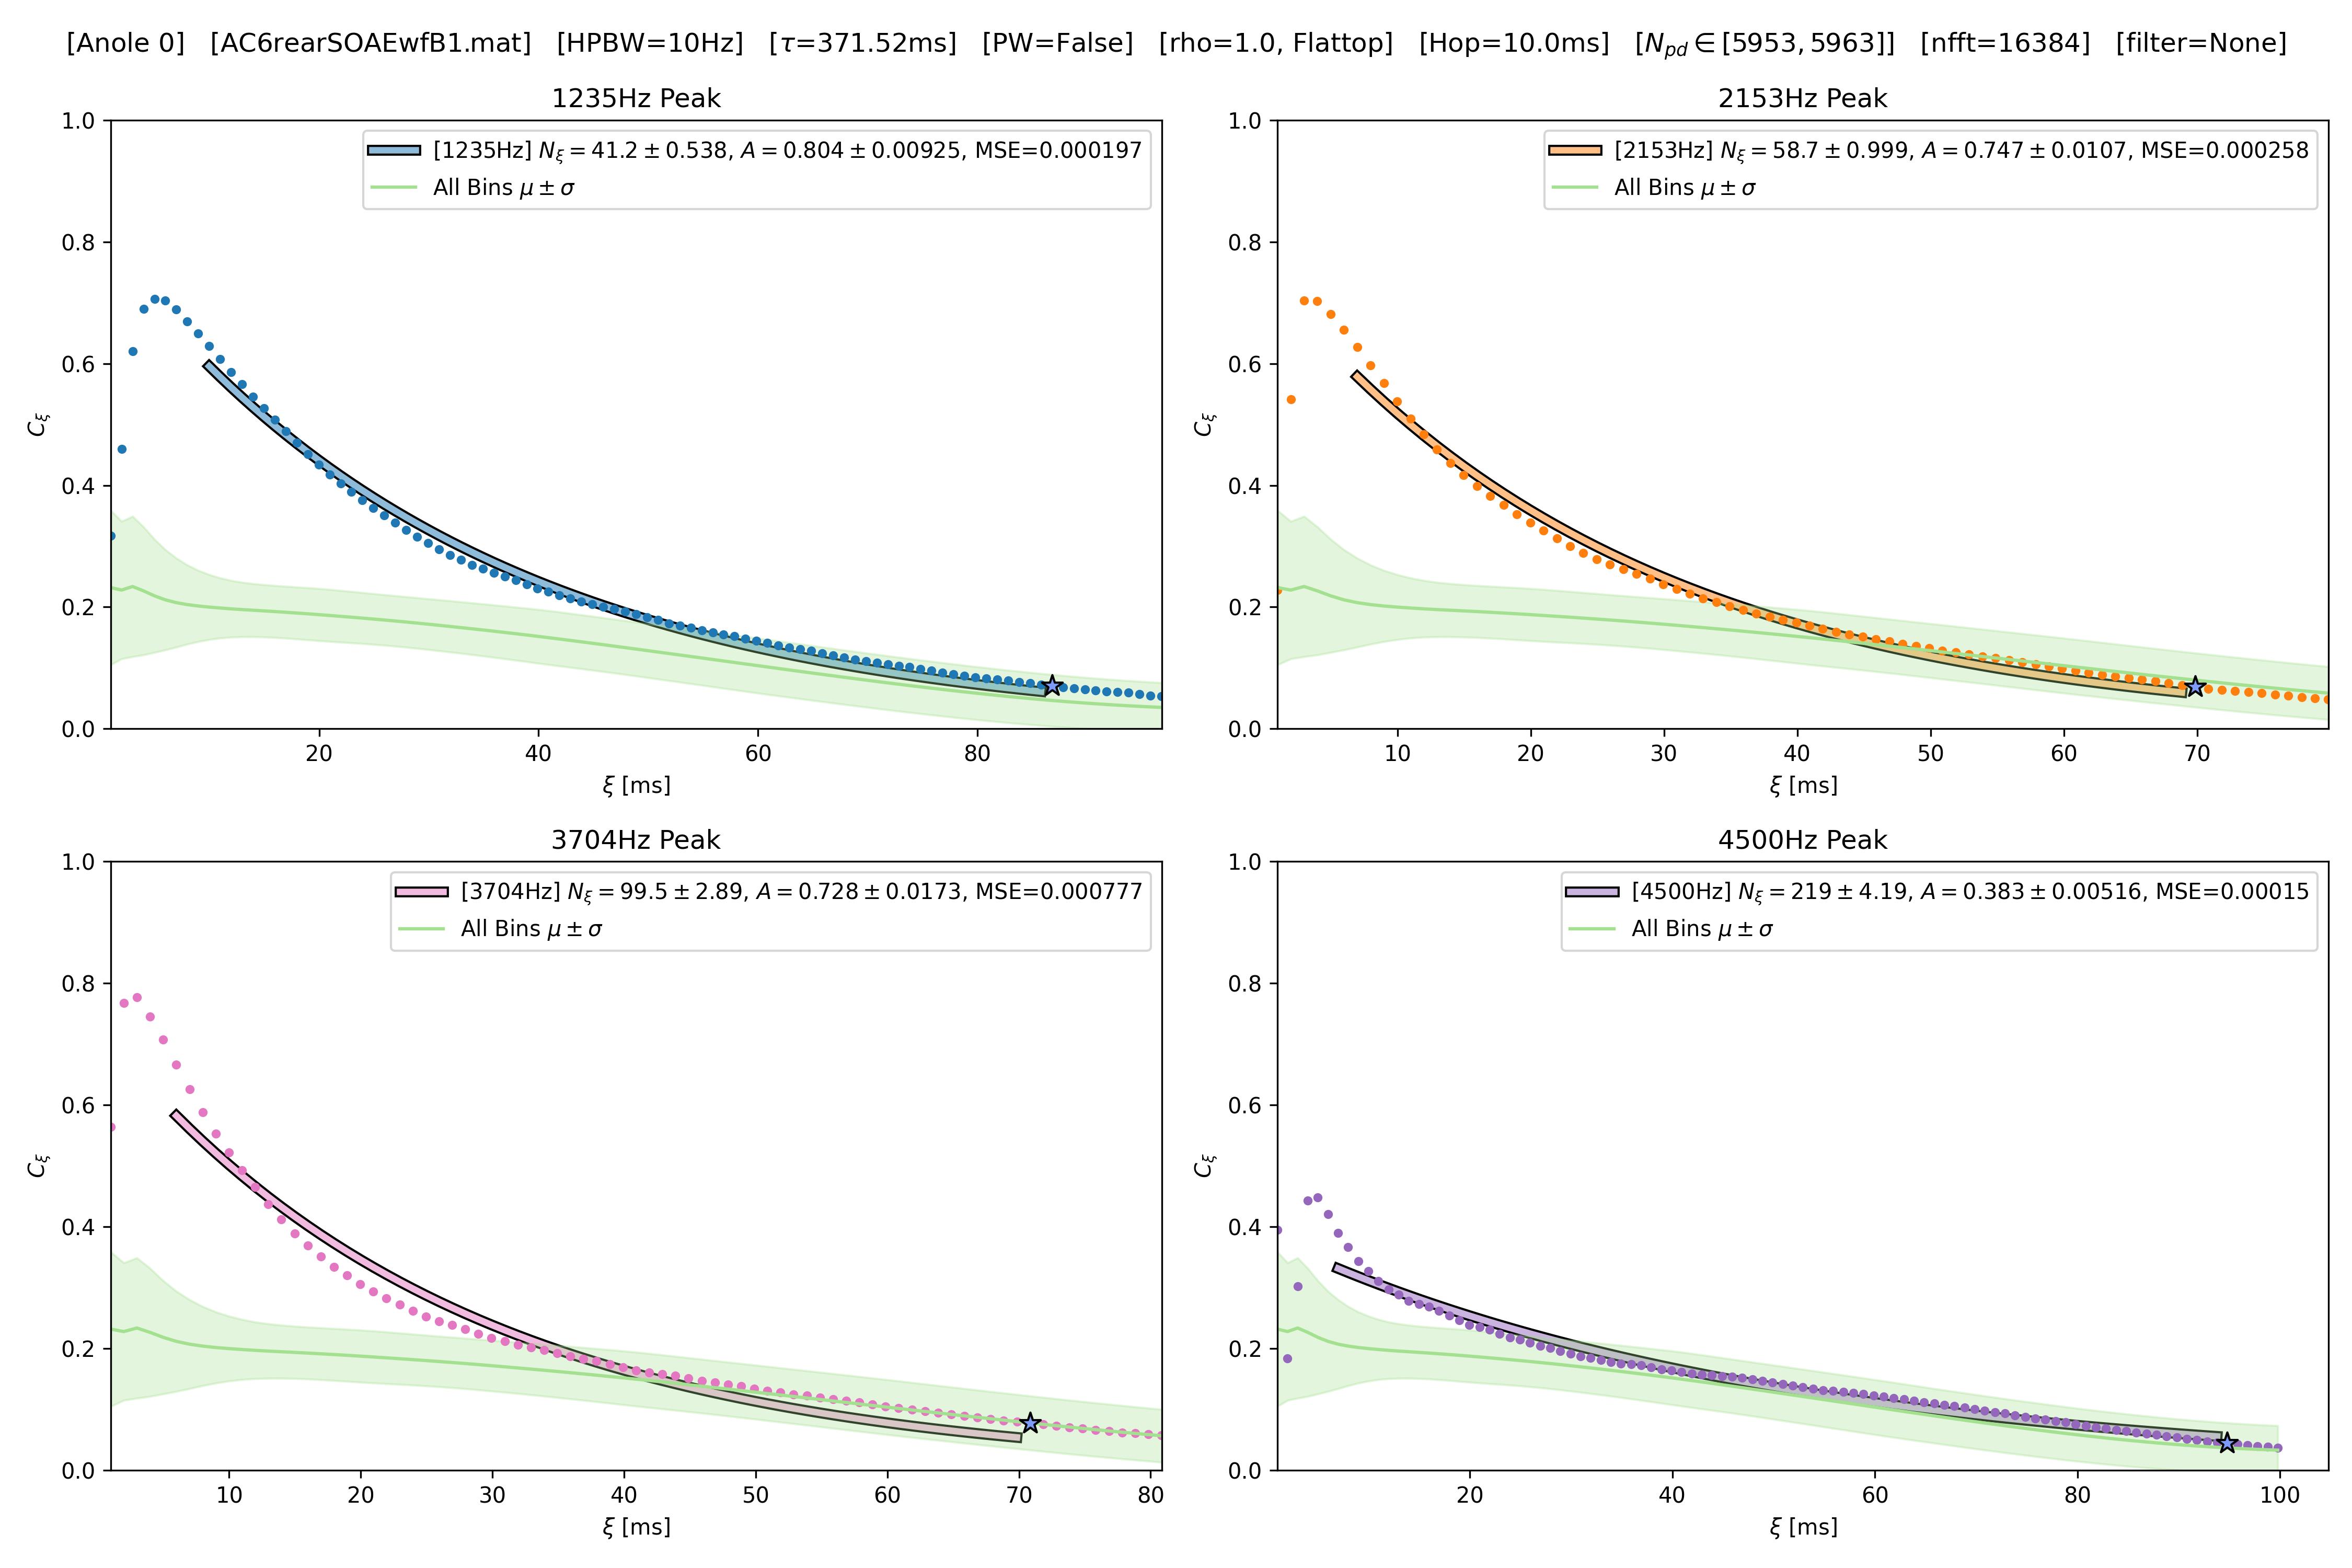 [Anole 0] [AC6rearSOAEwfB1.mat] [HPBW=10Hz] [τ=371.52ms] [PW=False] [rho=1.0, Flattop] [Hop=10.0ms] [N_pd ∈ [5953, 5963]] [nfft=16384] [filter=None]
1235Hz Peak
[1235Hz] N_ξ = 41.2 ± 0.538, A = 0.804 ± 0.00925, MSE=0.000197
All Bins μ ± σ
C_ξ
1.0
0.8
0.6
0.4
0.2
0.0
20 40 60 80
ξ [ms]
2153Hz Peak
[2153Hz] N_ξ = 58.7 ± 0.999, A = 0.747 ± 0.0107, MSE=0.000258
All Bins μ ± σ
C_ξ
1.0
0.8
0.6
0.4
0.2
0.0
10 20 30 40 50 60 70
ξ [ms]
3704Hz Peak
[3704Hz] N_ξ = 99.5 ± 2.89, A = 0.728 ± 0.0173, MSE=0.000777
All Bins μ ± σ
C_ξ
1.0
0.8
0.6
0.4
0.2
0.0
10 20 30 40 50 60 70 80
ξ [ms]
4500Hz Peak
[4500Hz] N_ξ = 219 ± 4.19, A = 0.383 ± 0.00516, MSE=0.00015
All Bins μ ± σ
C_ξ
1.0
0.8
0.6
0.4
0.2
0.0
20 40 60 80 100
ξ [ms]